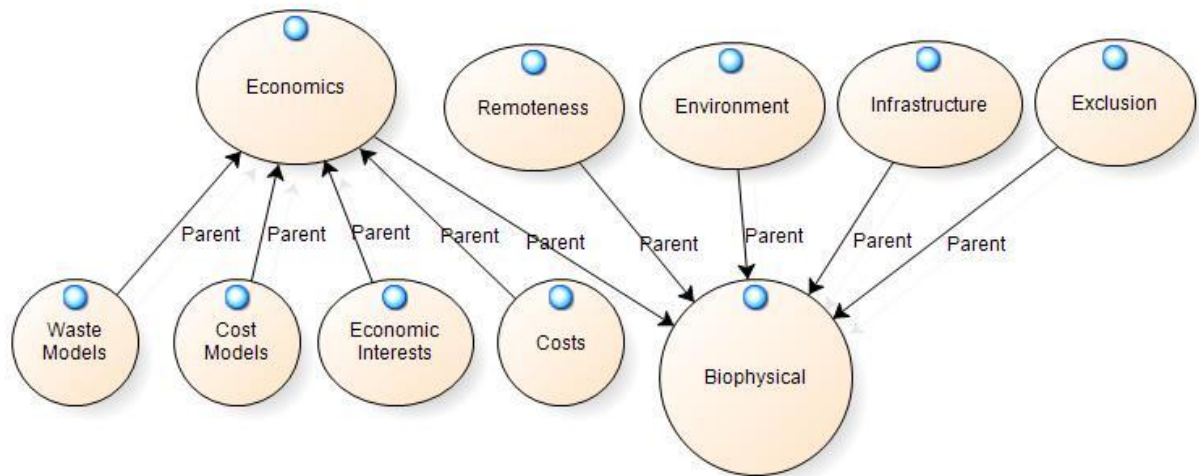 Economics
Remoteness
Environment
Infrastructure
Exclusion
Parent
Parent
Parent
Parent
Parent
Parent
Parent
Parent
Parent
Waste
Models
Cost
Models
Economic
Interests
Costs
Biophysical